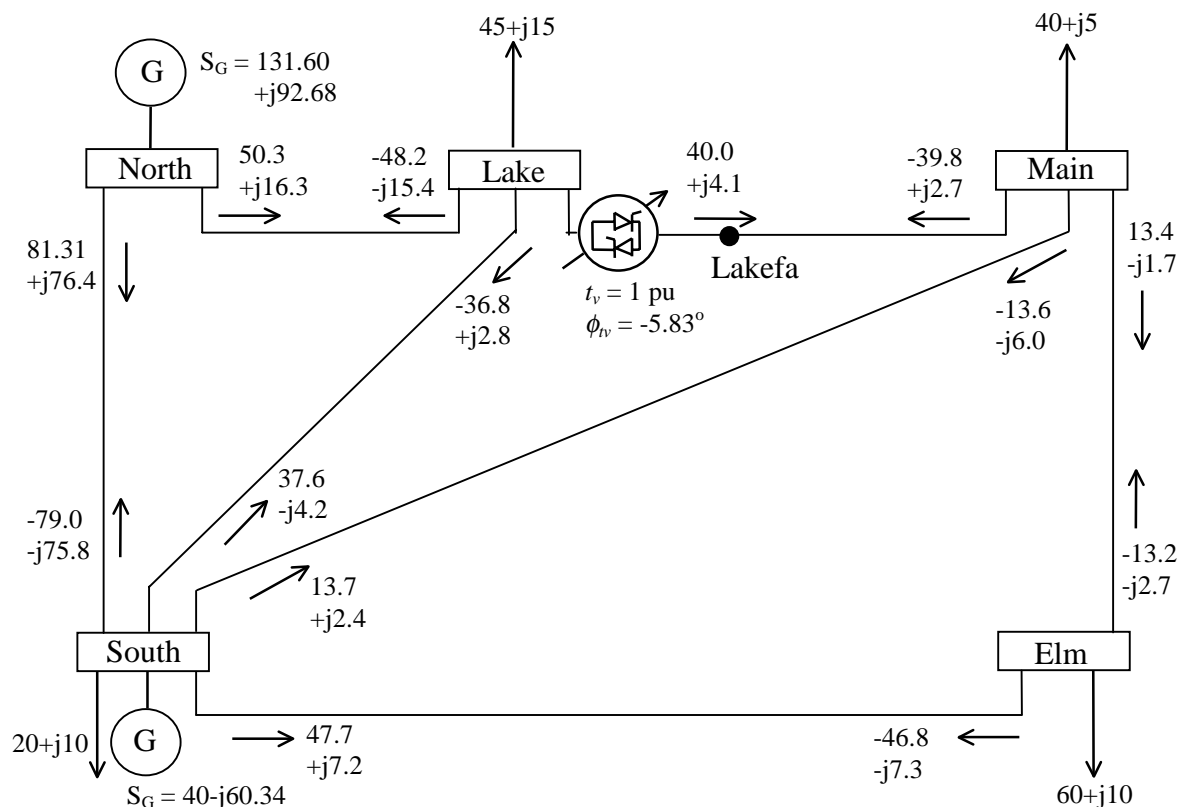 45+j15
40+j5
G
S_G = 131.60
+j92.68
North
50.3
+j16.3
-48.2
-j15.4
Lake
40.0
+j4.1
-39.8
+j2.7
Main
81.31
+j76.4
Lakefa
13.4
-j1.7
-36.8
+j2.8
t_v = 1 pu
ϕ_tv = -5.83°
-13.6
-j6.0
37.6
-j4.2
-79.0
-j75.8
13.7
+j2.4
-13.2
-j2.7
South
Elm
20+j10
G
47.7
+j7.2
-46.8
-j7.3
S_G = 40-j60.34
60+j10